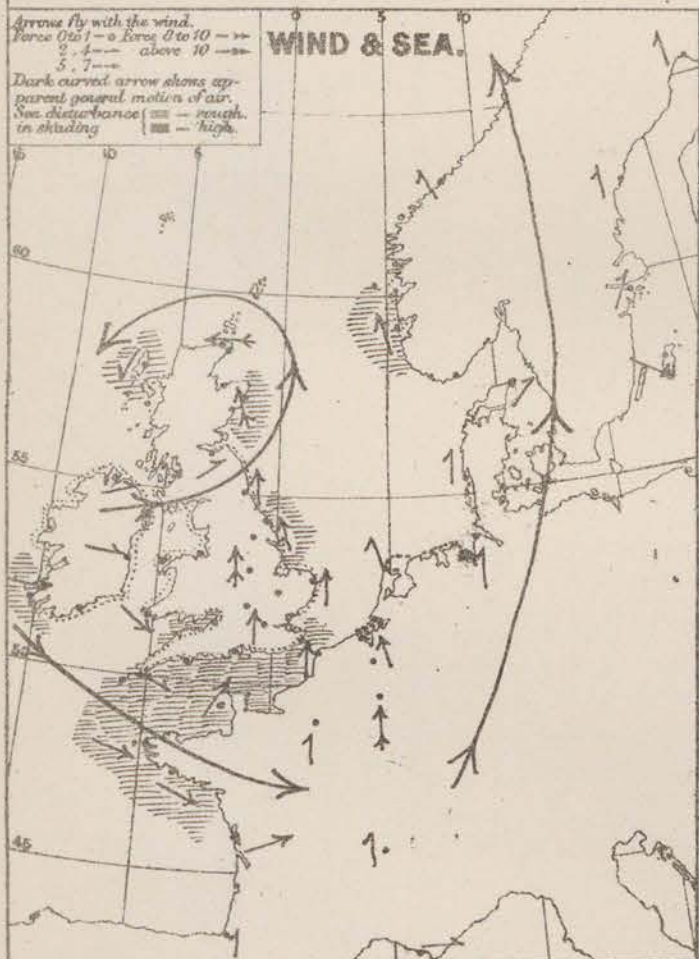 Arrows fly with the wind.
Force 0 to 1 — o Force 8 to 10 —
2 „ 4 — above 10 —
5 „ 7 —
Dark curved arrow shows ap-
parent general motion of air.
Sea disturbance { — rough.
in shading — high.
WIND & SEA.
0 5 10
15 10 5
60
55
50
45